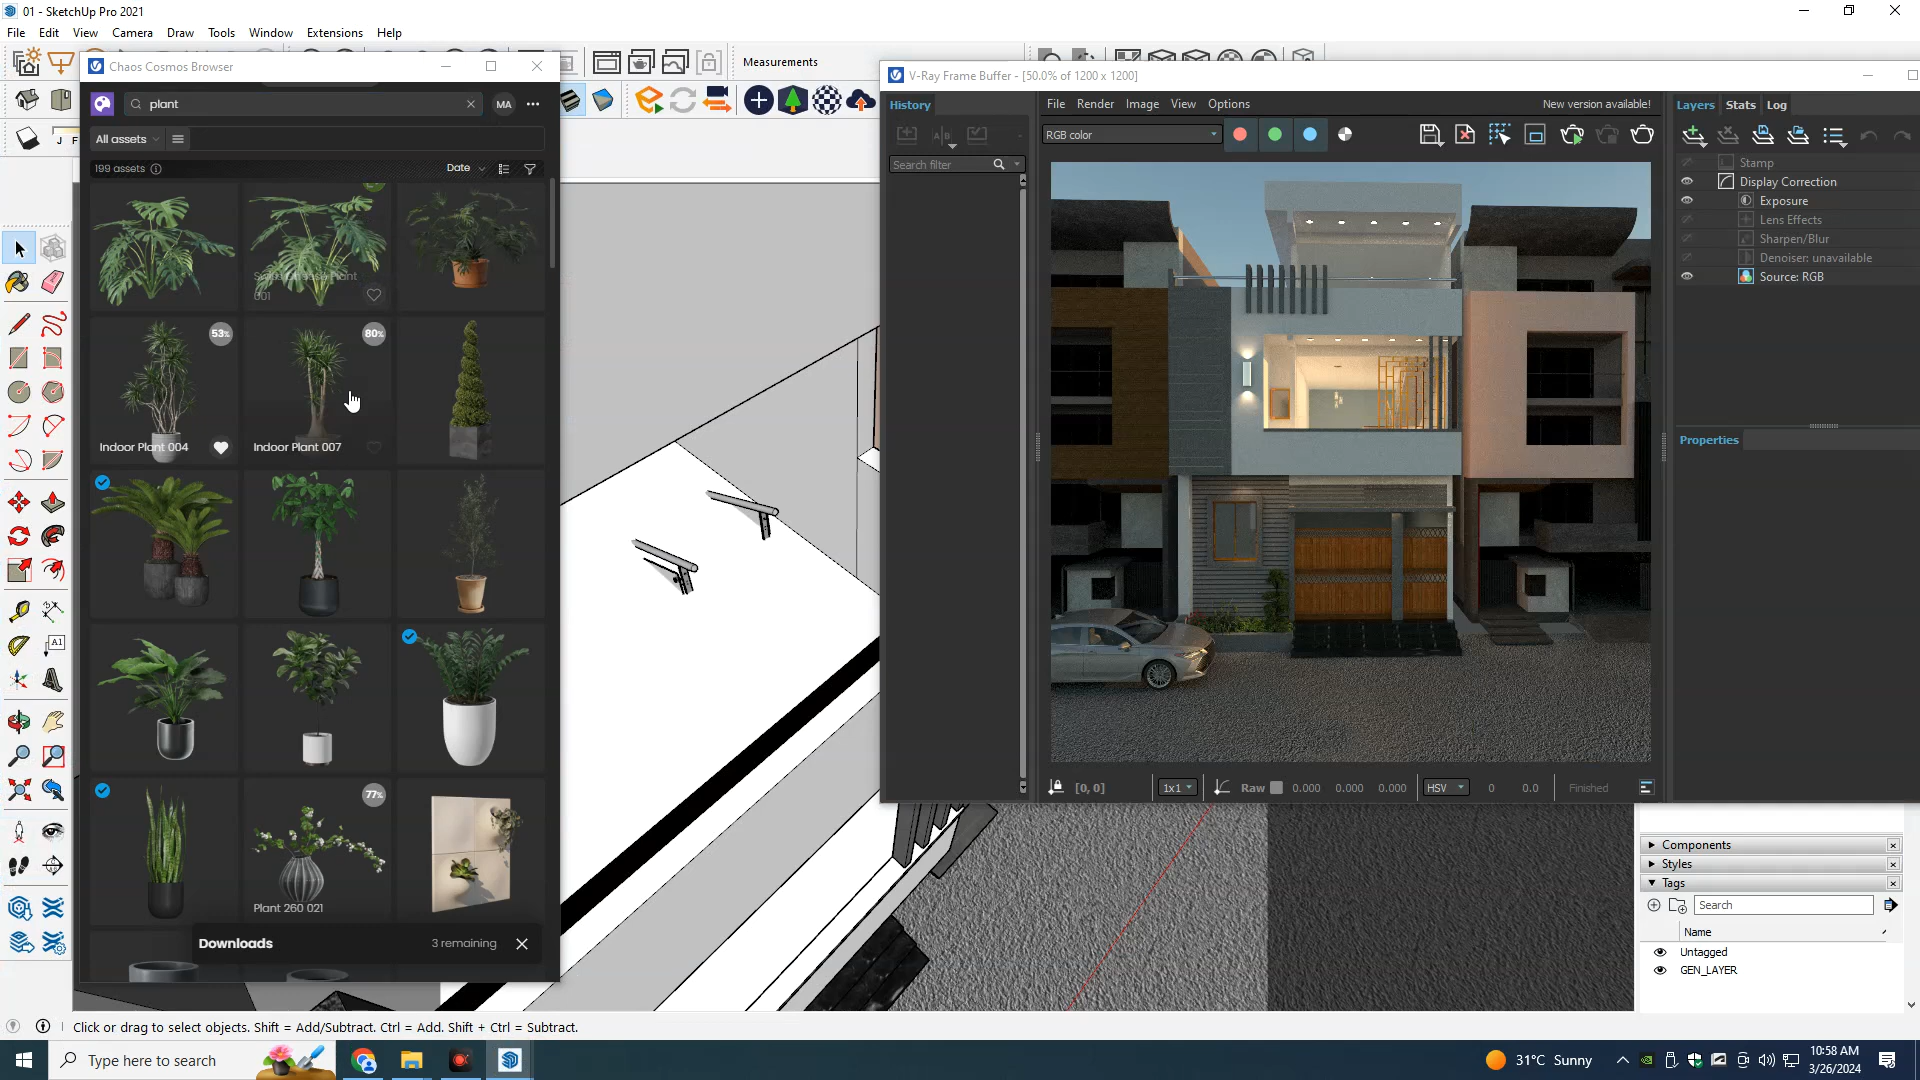 01 - SketchUp Pro 2021
File Edit View Camera Draw Tools Window Extensions Help
Measurements
Chaos Cosmos Browser
plant
MA
All assets
199 assets
Date
Swiss Cheese Plant
001
53%
80%
Indoor Plant 004
Indoor Plant 007
77%
Plant 260 021
Downloads
3 remaining
V-Ray Frame Buffer - [50.0% of 1200 x 1200]
History
File Render Image View Options
New version available!
RGB color
Search filter
Layers Stats Log
Stamp
Display Correction
Exposure
Lens Effects
Sharpen/Blur
Denoiser: unavailable
Source: RGB
Properties
[0, 0]
1x1
Raw
0.000 0.000 0.000
HSV
0 0.0
Finished
Components
Styles
Tags
Search
Name
Untagged
GEN_LAYER
Click or drag to select objects. Shift = Add/Subtract. Ctrl = Add. Shift + Ctrl = Subtract.
Type here to search
31°C Sunny
10:58 AM
3/26/2024